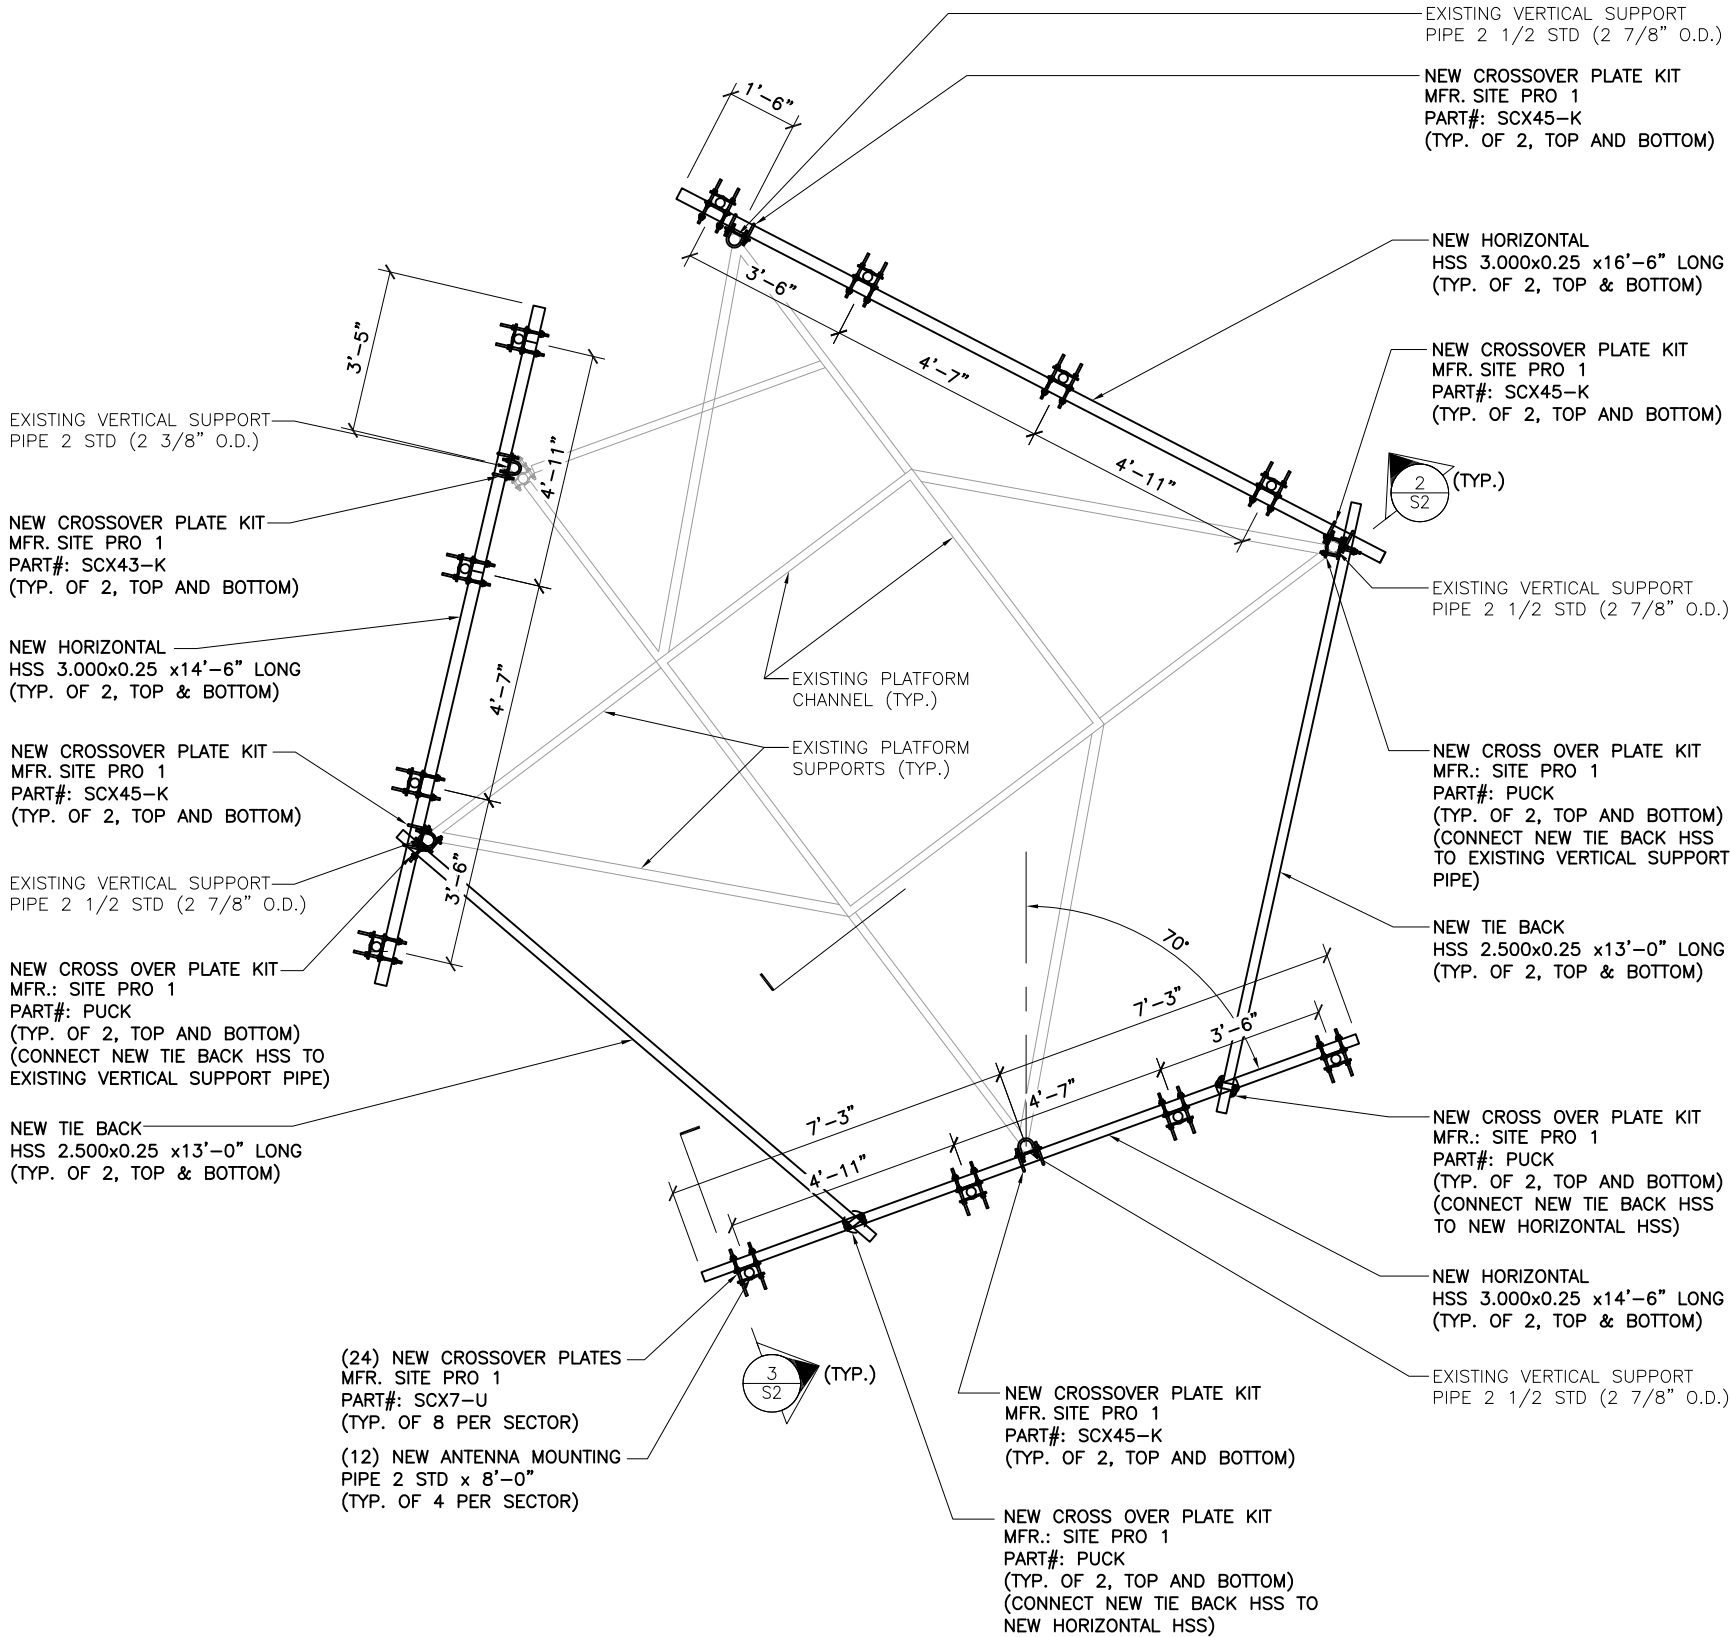 EXISTING VERTICAL SUPPORT
PIPE 2 1/2 STD (2 7/8” O.D.)
NEW CROSSOVER PLATE KIT
MFR. SITE PRO 1
PART#: SCX45-K
(TYP. OF 2, TOP AND BOTTOM)
1'-6”
NEW HORIZONTAL
HSS 3.000x0.25 x16'-6” LONG
(TYP. OF 2, TOP & BOTTOM)
3'-6”
4'-7”
4'-11”
NEW CROSSOVER PLATE KIT
MFR. SITE PRO 1
PART#: SCX45-K
(TYP. OF 2, TOP AND BOTTOM)
2
S2
(TYP.)
EXISTING VERTICAL SUPPORT
PIPE 2 1/2 STD (2 7/8” O.D.)
3'-5”
4'-11”
4'-7”
3'-6”
EXISTING VERTICAL SUPPORT
PIPE 2 STD (2 3/8” O.D.)
NEW CROSSOVER PLATE KIT
MFR. SITE PRO 1
PART#: SCX43-K
(TYP. OF 2, TOP AND BOTTOM)
NEW HORIZONTAL
HSS 3.000x0.25 x14'-6” LONG
(TYP. OF 2, TOP & BOTTOM)
NEW CROSSOVER PLATE KIT
MFR. SITE PRO 1
PART#: SCX45-K
(TYP. OF 2, TOP AND BOTTOM)
EXISTING VERTICAL SUPPORT
PIPE 2 1/2 STD (2 7/8” O.D.)
NEW CROSS OVER PLATE KIT
MFR.: SITE PRO 1
PART#: PUCK
(TYP. OF 2, TOP AND BOTTOM)
(CONNECT NEW TIE BACK HSS TO
EXISTING VERTICAL SUPPORT PIPE)
NEW TIE BACK
HSS 2.500x0.25 x13'-0” LONG
(TYP. OF 2, TOP & BOTTOM)
EXISTING PLATFORM
CHANNEL (TYP.)
EXISTING PLATFORM
SUPPORTS (TYP.)
NEW CROSS OVER PLATE KIT
MFR.: SITE PRO 1
PART#: PUCK
(TYP. OF 2, TOP AND BOTTOM)
(CONNECT NEW TIE BACK HSS
TO EXISTING VERTICAL SUPPORT
PIPE)
NEW TIE BACK
HSS 2.500x0.25 x13'-0” LONG
(TYP. OF 2, TOP & BOTTOM)
70°
7'-3”
3'-6”
4'-7”
7'-3”
4'-11”
NEW CROSS OVER PLATE KIT
MFR.: SITE PRO 1
PART#: PUCK
(TYP. OF 2, TOP AND BOTTOM)
(CONNECT NEW TIE BACK HSS
TO NEW HORIZONTAL HSS)
NEW HORIZONTAL
HSS 3.000x0.25 x14'-6” LONG
(TYP. OF 2, TOP & BOTTOM)
EXISTING VERTICAL SUPPORT
PIPE 2 1/2 STD (2 7/8” O.D.)
(24) NEW CROSSOVER PLATES
MFR. SITE PRO 1
PART#: SCX7-U
(TYP. OF 8 PER SECTOR)
(12) NEW ANTENNA MOUNTING
PIPE 2 STD x 8'-0”
(TYP. OF 4 PER SECTOR)
3
S2
(TYP.)
NEW CROSSOVER PLATE KIT
MFR. SITE PRO 1
PART#: SCX45-K
(TYP. OF 2, TOP AND BOTTOM)
NEW CROSS OVER PLATE KIT
MFR.: SITE PRO 1
PART#: PUCK
(TYP. OF 2, TOP AND BOTTOM)
(CONNECT NEW TIE BACK HSS TO
NEW HORIZONTAL HSS)